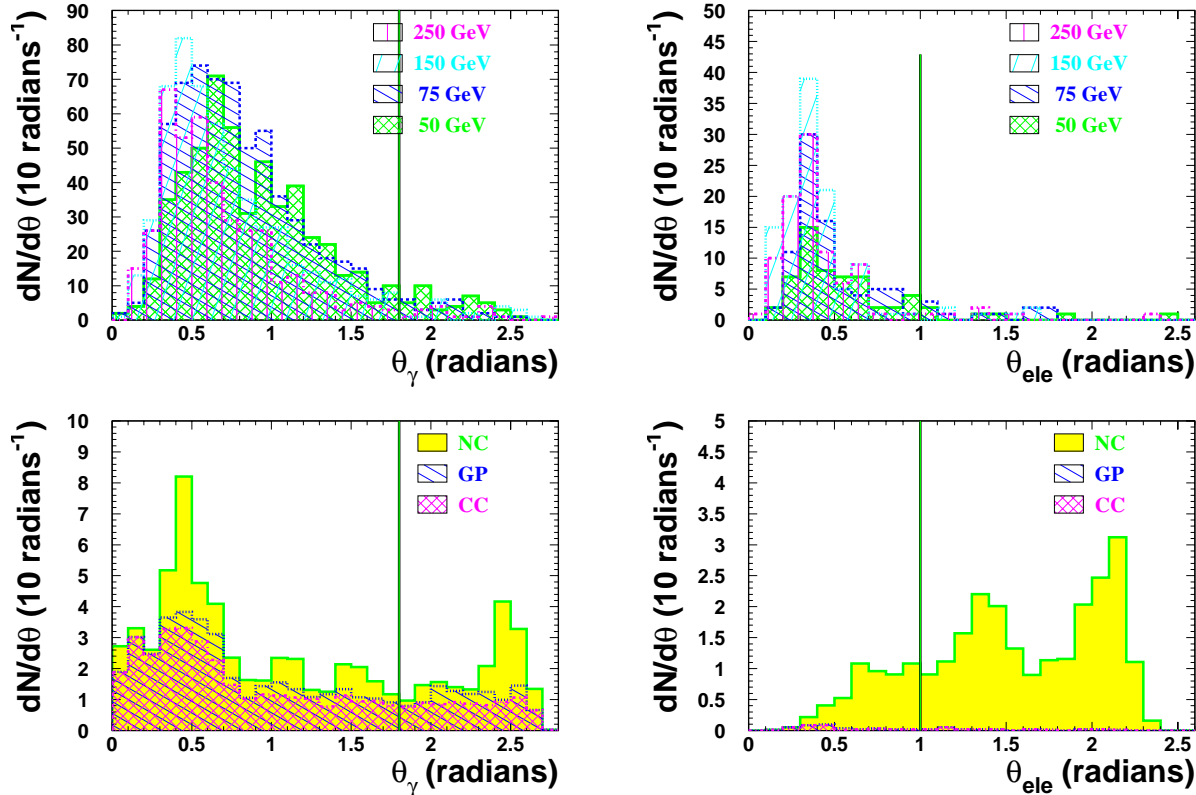 dN/dθ (10 radians⁻¹)
90
80
70
60
50
40
30
20
10
0
250 GeV
150 GeV
75 GeV
50 GeV
0 0.5 1 1.5 2 2.5
θγ (radians)
dN/dθ (10 radians⁻¹)
50
45
40
35
30
25
20
15
10
5
0
250 GeV
150 GeV
75 GeV
50 GeV
0 0.5 1 1.5 2 2.5
θele (radians)
dN/dθ (10 radians⁻¹)
10
9
8
7
6
5
4
3
2
1
0
NC
GP
CC
0 0.5 1 1.5 2 2.5
θγ (radians)
dN/dθ (10 radians⁻¹)
5
4.5
4
3.5
3
2.5
2
1.5
1
0.5
0
NC
GP
CC
0 0.5 1 1.5 2 2.5
θele (radians)